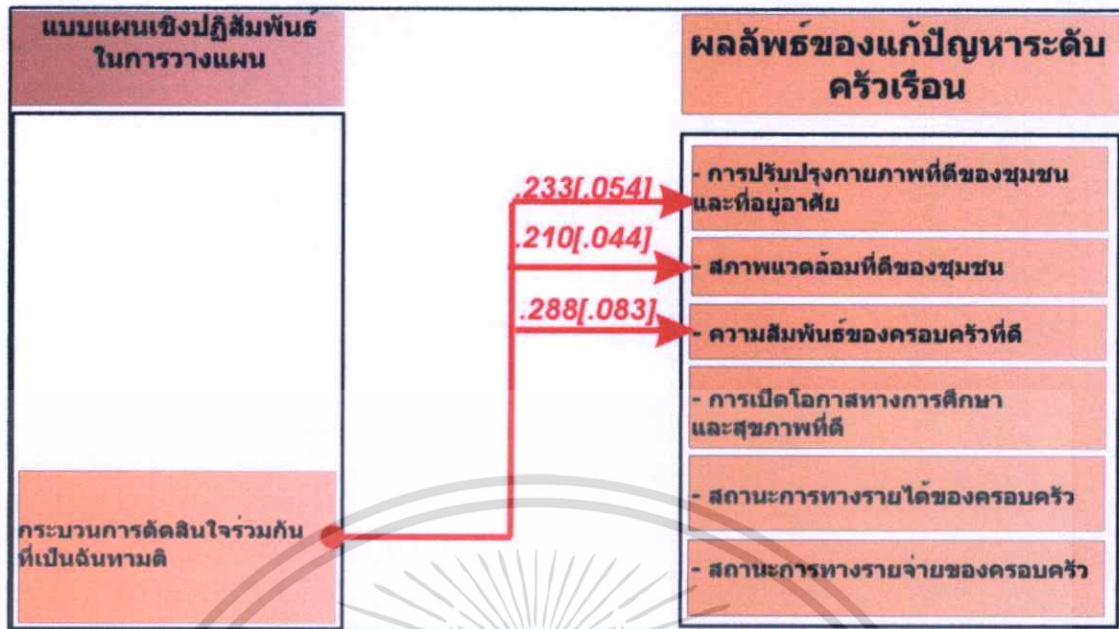 แบบแผนเชิงปฏิสัมพันธ์
ในการวางแผน
ผลลัพธ์ของแก้ปัญหาระดับ
ครัวเรือน
.233[.054]
.210[.044]
.288[.083]
- การปรับปรุงกายภาพที่ดีของชุมชน
และที่อยู่อาศัย
- สภาพแวดล้อมที่ดีของชุมชน
- ความสัมพันธ์ของครอบครัวที่ดี
- การเปิดโอกาสทางการศึกษา
และสุขภาพที่ดี
- สถานะการทางรายได้ของครอบครัว
- สถานะการทางรายจ่ายของครอบครัว
กระบวนการตัดสินใจร่วมกัน
ที่เป็นฉันทามติ